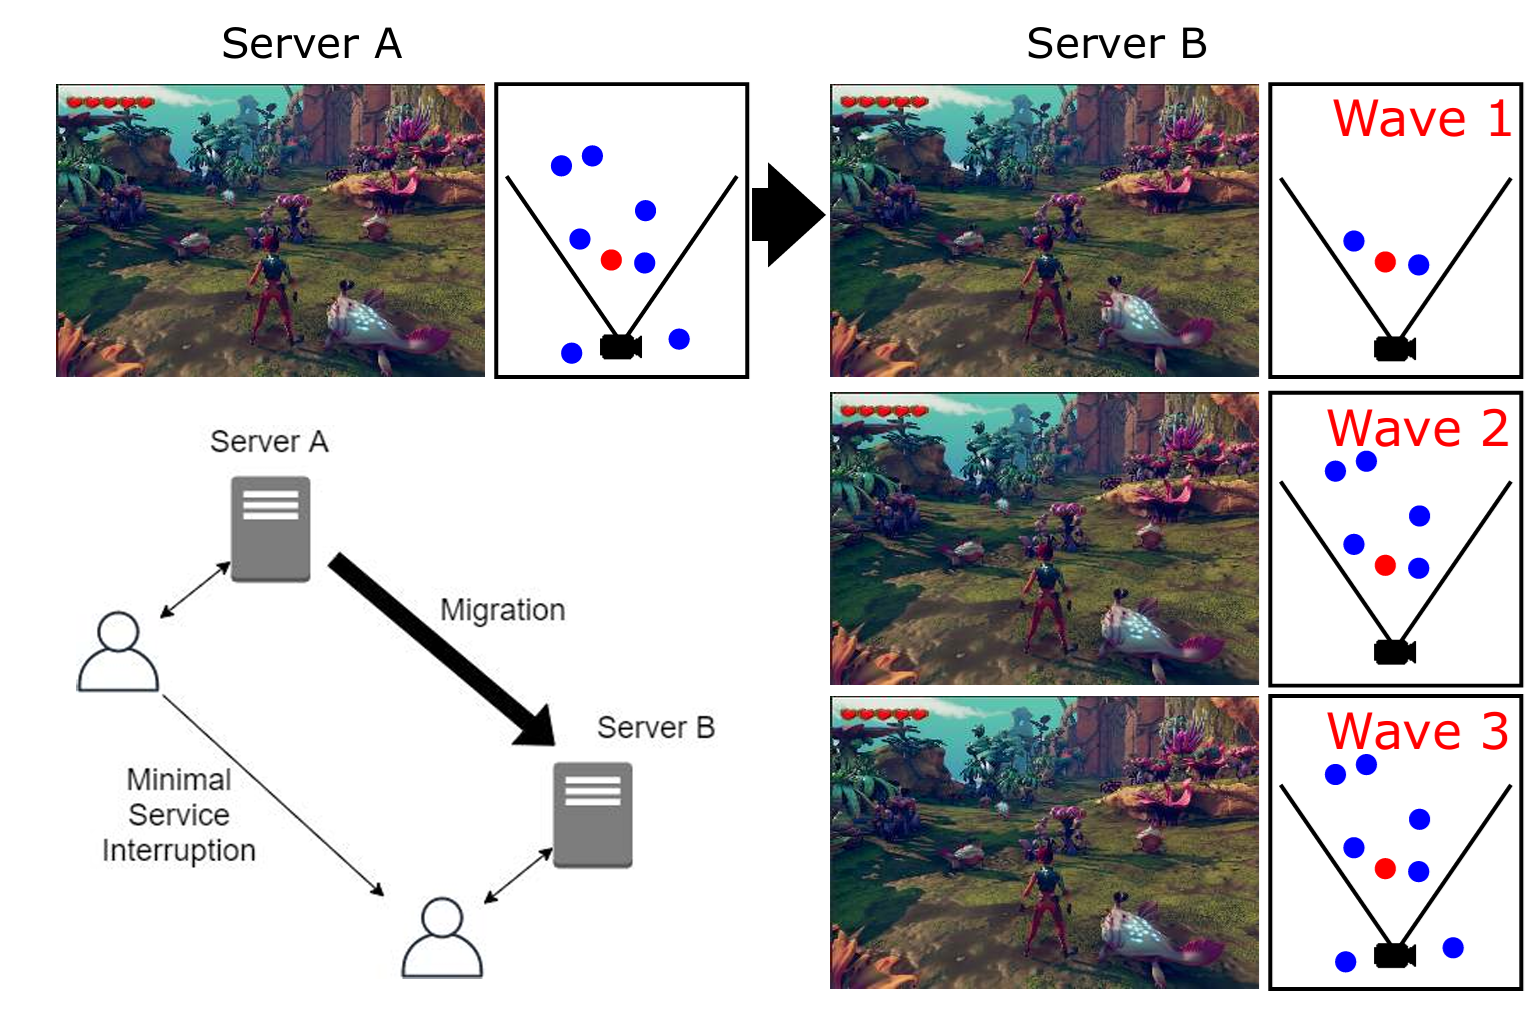 Server A
Server B
Wave 1
Wave 2
Wave 3
Server A
Migration
Server B
Minimal
Service
Interruption